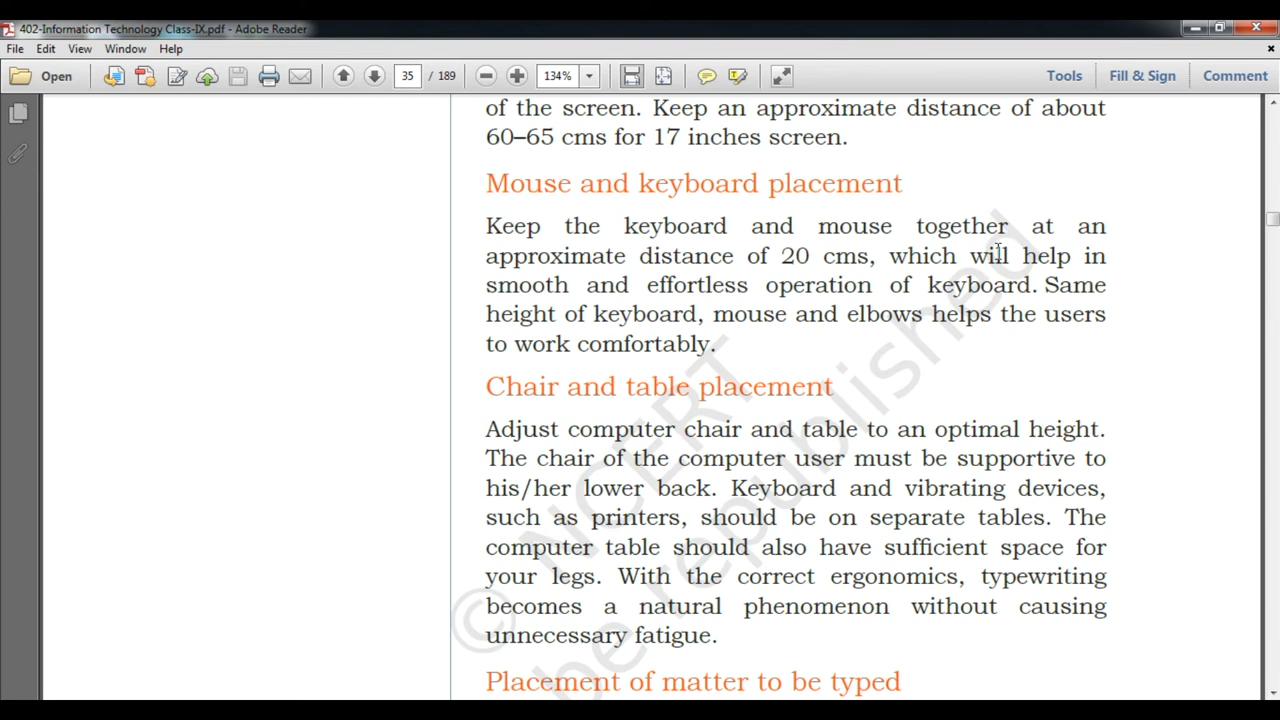 402-Information Technology Class-IX.pdf - Adobe Reader
File Edit View Window Help
Open 35 / 189 134% Tools Fill & Sign Comment
of the screen. Keep an approximate distance of about
60–65 cms for 17 inches screen.
Mouse and keyboard placement
Keep the keyboard and mouse together at an
approximate distance of 20 cms, which will help in
smooth and effortless operation of keyboard. Same
height of keyboard, mouse and elbows helps the users
to work comfortably.
Chair and table placement
Adjust computer chair and table to an optimal height.
The chair of the computer user must be supportive to
his/her lower back. Keyboard and vibrating devices,
such as printers, should be on separate tables. The
computer table should also have sufficient space for
your legs. With the correct ergonomics, typewriting
becomes a natural phenomenon without causing
unnecessary fatigue.
Placement of matter to be typed
© NCERT
be republished